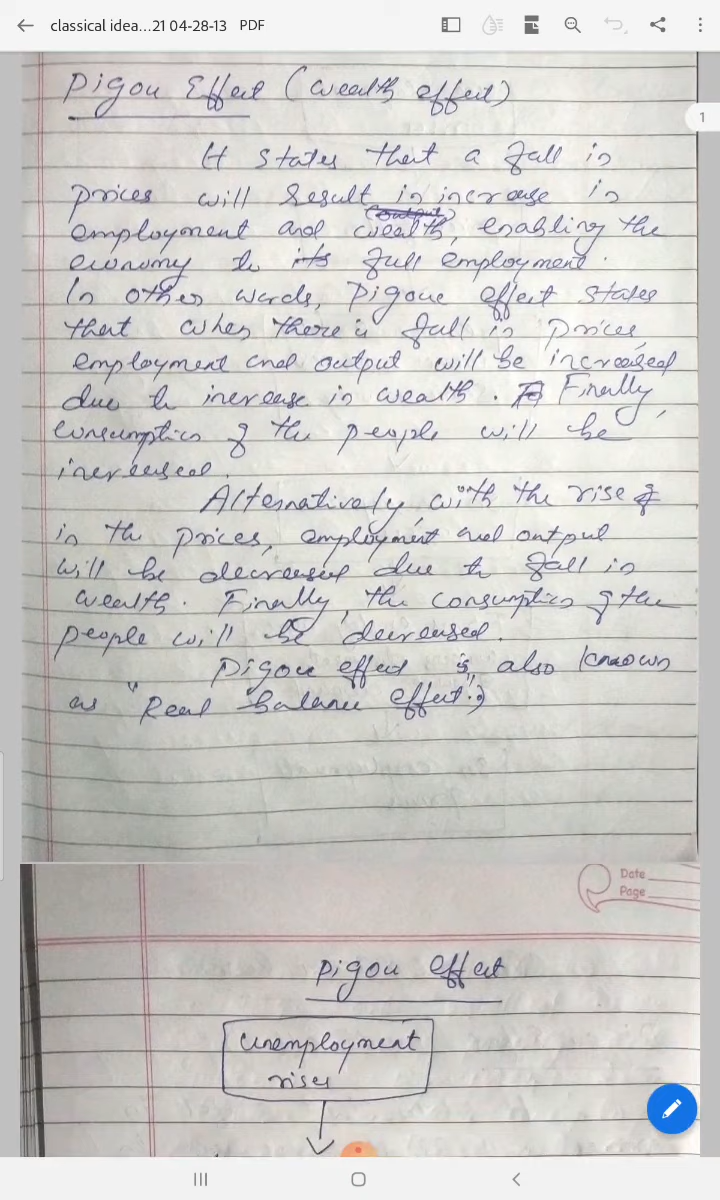 classical idea...21 04-28-13 PDF
1
Pigou Effect (wealth effect)
It states that a fall in
prices will result in increase in
(output)
employment and wealth, enabling the
economy to its full employment.
In other words, Pigou effect states
that when there is fall in prices,
employment and output will be increased
due to increase in wealth. Finally,
consumption of the people will be
increased.
Alternatively, with the rise of
in the prices, employment and output
will be decreased due to fall in
wealth. Finally, the consumption of the
people will be decreased.
Pigou effect is also known
as "Real balance effect".
Date
Page
Pigou effect
Unemployment
rises